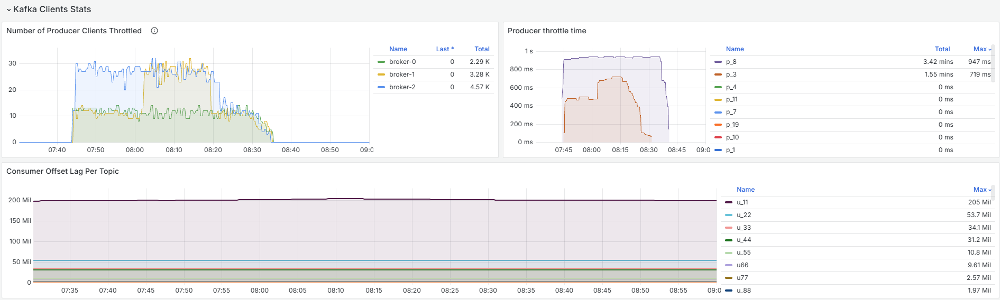 Kafka Clients Stats
Number of Producer Clients Throttled
Name Last * Total
broker-0 0 2.29 K
broker-1 0 3.28 K
broker-2 0 4.57 K
30
20
10
0
07:40 07:50 08:00 08:10 08:20 08:30 08:40 08:50 09:0
Producer throttle time
1 s
800 ms
600 ms
400 ms
200 ms
0 ms
07:45 08:00 08:15 08:30 08:45 09:0
Name Total Max
p_8 3.42 mins 947 ms
p_3 1.55 mins 719 ms
p_4 0 ms
p_11 0 ms
p_7 0 ms
p_19 0 ms
p_10 0 ms
p_1 0 ms
Consumer Offset Lag Per Topic
200 Mil
150 Mil
100 Mil
50 Mil
0
07:35 07:40 07:45 07:50 07:55 08:00 08:05 08:10 08:15 08:20 08:25 08:30 08:35 08:40 08:45 08:50 08:55 09:0
Name Max
u_11 205 Mil
u_22 53.7 Mil
u_33 34.1 Mil
u_44 31.2 Mil
u_55 10.8 Mil
u66 9.61 Mil
u77 2.57 Mil
u_88 1.97 Mil